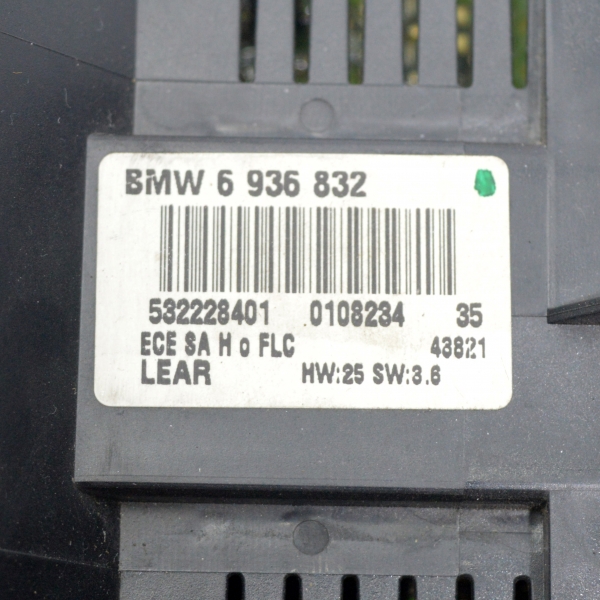 BMW 6 936 832
532228401 0108234 35
ECE SA H o FLC 43821
LEAR HW:25 SW:3.6